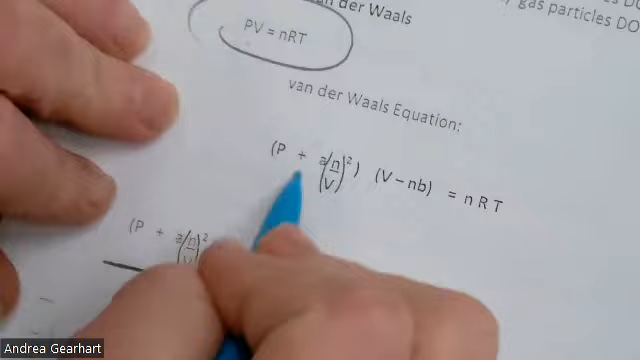 der Waals
gas particles DO
PV = nRT
van der Waals Equation:
(P + a(n/V)²) (V – nb) = n R T
(P + a(n/V)²
Andrea Gearhart